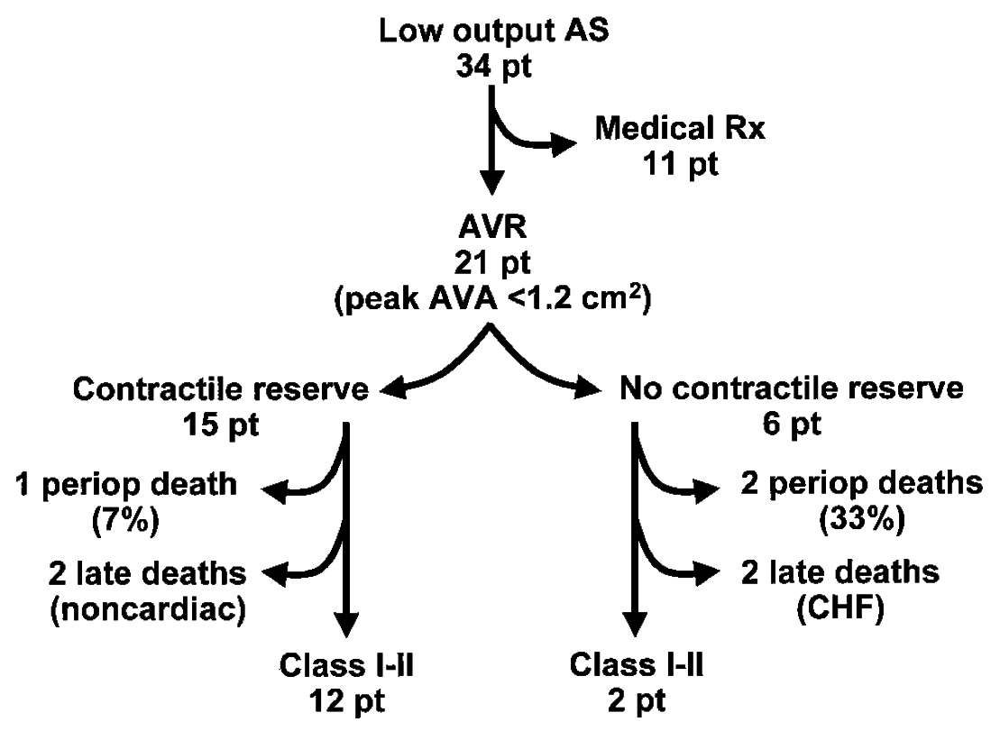 Low output AS
34 pt
Medical Rx
11 pt
AVR
21 pt
(peak AVA <1.2 cm²)
Contractile reserve
15 pt
No contractile reserve
6 pt
1 periop death
(7%)
2 late deaths
(noncardiac)
2 periop deaths
(33%)
2 late deaths
(CHF)
Class I-II
12 pt
Class I-II
2 pt